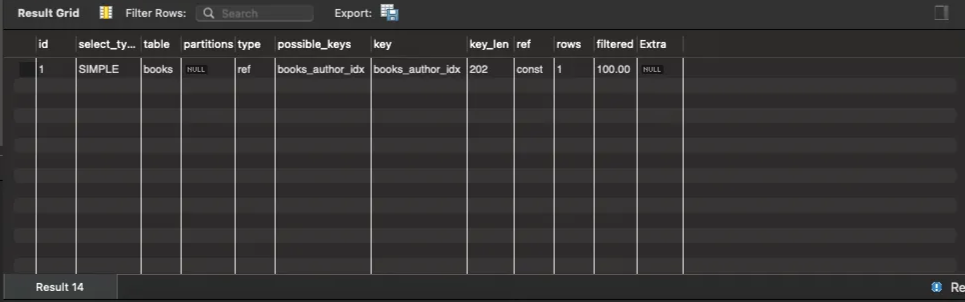 Result Grid Filter Rows: Search Export:
id select_ty... table partitions type possible_keys key key_len ref rows filtered Extra
1 SIMPLE books NULL ref books_author_idx books_author_idx 202 const 1 100.00 NULL
Result 14 Re